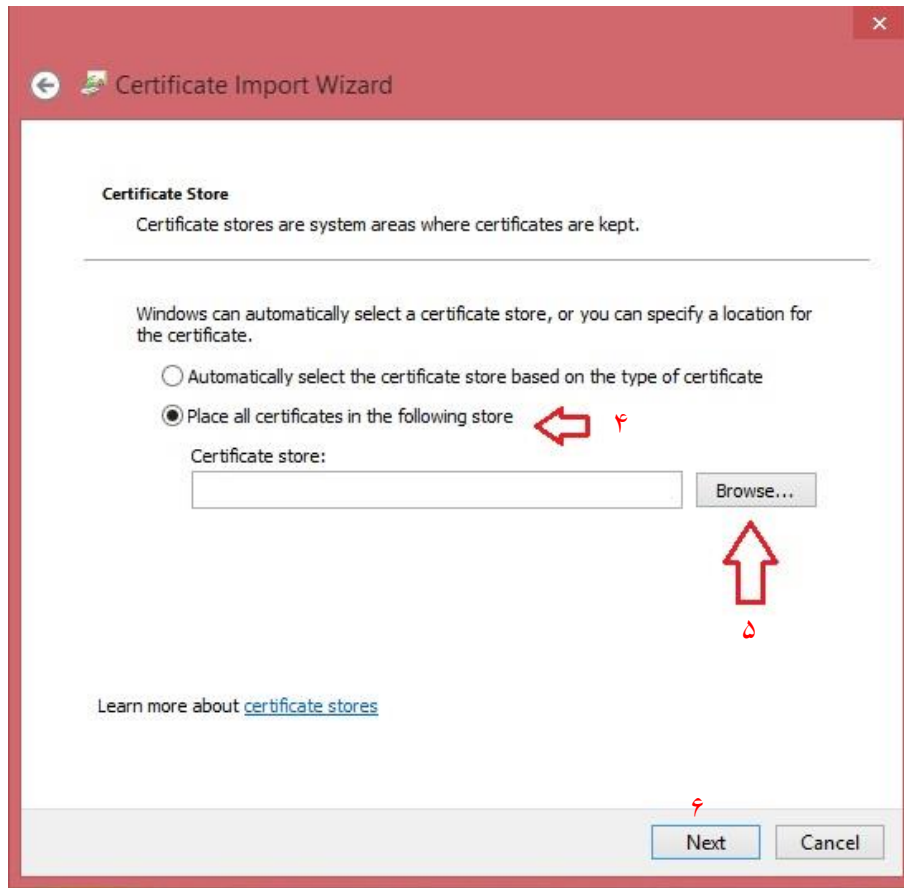 Certificate Import Wizard
Certificate Store
Certificate stores are system areas where certificates are kept.
Windows can automatically select a certificate store, or you can specify a location for
the certificate.
Automatically select the certificate store based on the type of certificate
Place all certificates in the following store ۴
Certificate store:
Browse...
۵
Learn more about certificate stores
۶
Next Cancel